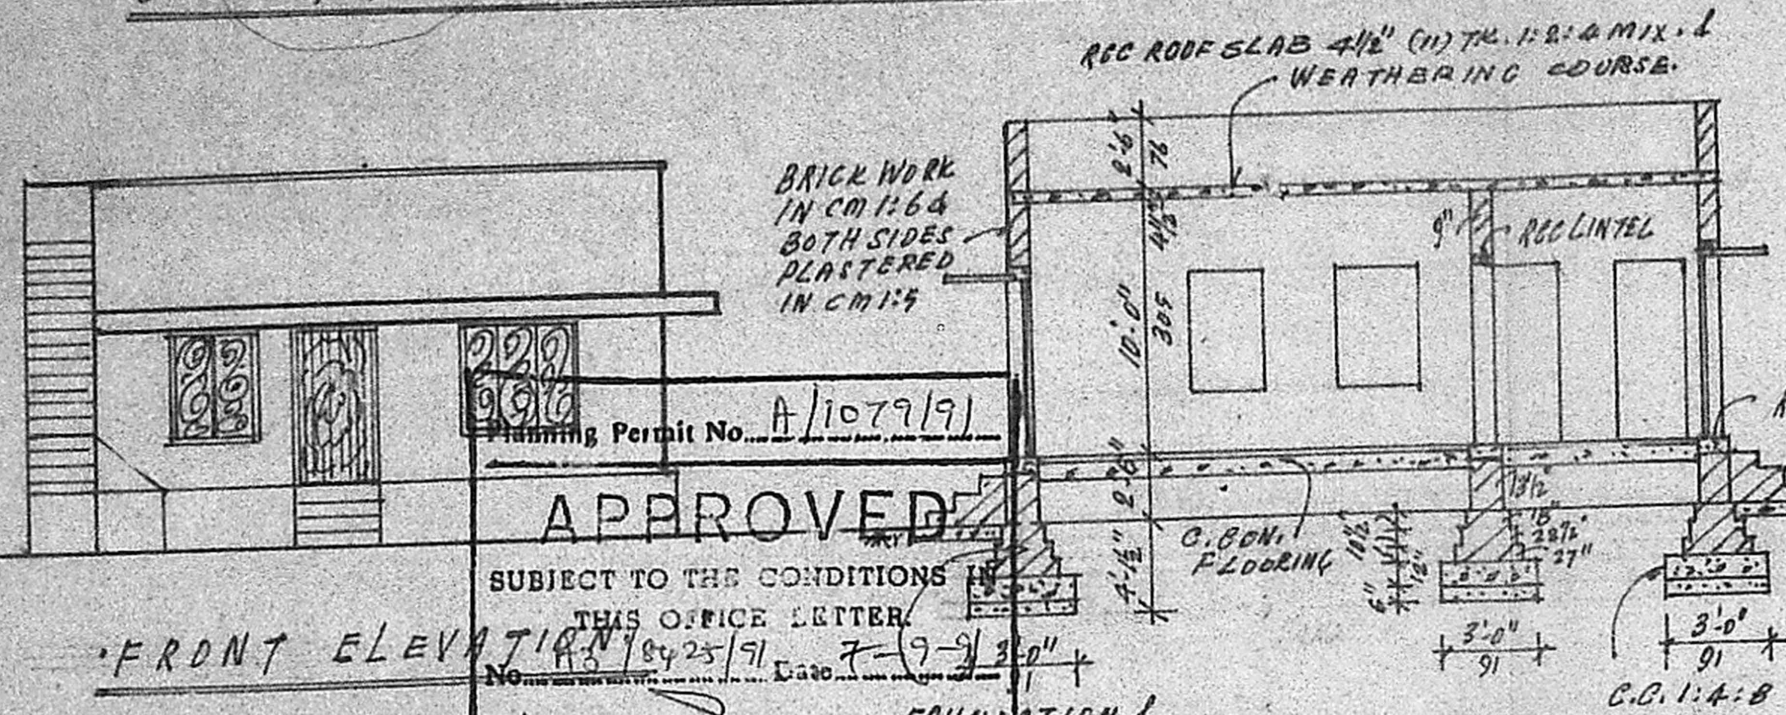 RCC ROOF SLAB 4½" (11) TK. 1:2:4 MIX. &
WEATHERING COURSE.
BRICK WORK
IN CM 1:6 &
BOTH SIDES
PLASTERED
IN CM 1:5
2'-6"
76
4½"
10'-0"
305
2'-6"
4'-1½"
9"
RCC LINTEL
C.CON.
FLOORING
13½"
18"
22½"
27"
6"
12"
3'-0"
91
3'-0"
91
3'-0"
C.C. 1:4:8
FRONT ELEVATION
Planning Permit No. A/1079/91
APPROVED
SUBJECT TO THE CONDITIONS IN
THIS OFFICE LETTER.
No. /8425/91 Date 7-9-91